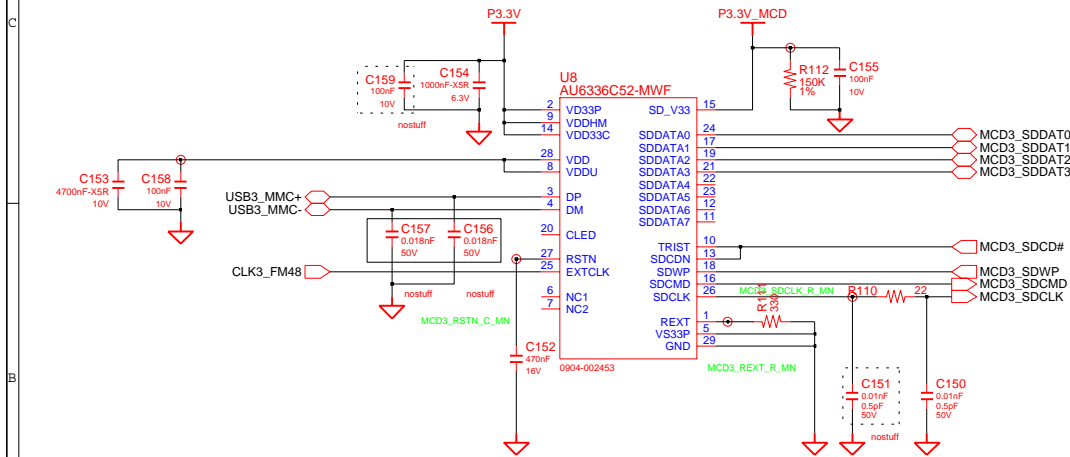 C
P3.3V
P3.3V_MCD
C159
100nF
10V
nostuff
C154
1000nF-X5R
6.3V
U8
AU6336C52-MWF
R112
150K
1%
C155
100nF
10V
2 VD33P
9 VDDHM
14 VD33C
28 VDD
8 VDDU
3 DP
4 DM
20 CLED
27 RSTN
25 EXTCLK
6 NC1
7 NC2
SD_V33 15
SDDATA0 24
SDDATA1 17
SDDATA2 19
SDDATA3 21
SDDATA4 22
SDDATA5 23
SDDATA6 12
SDDATA7 11
TRIST 10
SDCDN 13
SDWP 18
SDCMD 16
SDCLK 26
REXT 1
VS33P 5
GND 29
0904-002453
MCD3_SDDAT0
MCD3_SDDAT1
MCD3_SDDAT2
MCD3_SDDAT3
C153
4700nF-X5R
10V
C158
100nF
10V
USB3_MMC+
USB3_MMC-
C157
0.018nF
50V
nostuff
C156
0.018nF
50V
nostuff
CLK3_FM48
MCD3_RSTN_C_MN
C152
470nF
16V
MCD3_SDCD#
MCD3_SDWP
MCD3_SDCMD
MCD3_SDCLK
MCD3_SDCLK_R_MN
R110
22
R111
330
MCD3_REXT_R_MN
B
C151
0.01nF
0.5pF
50V
nostuff
C150
0.01nF
0.5pF
50V